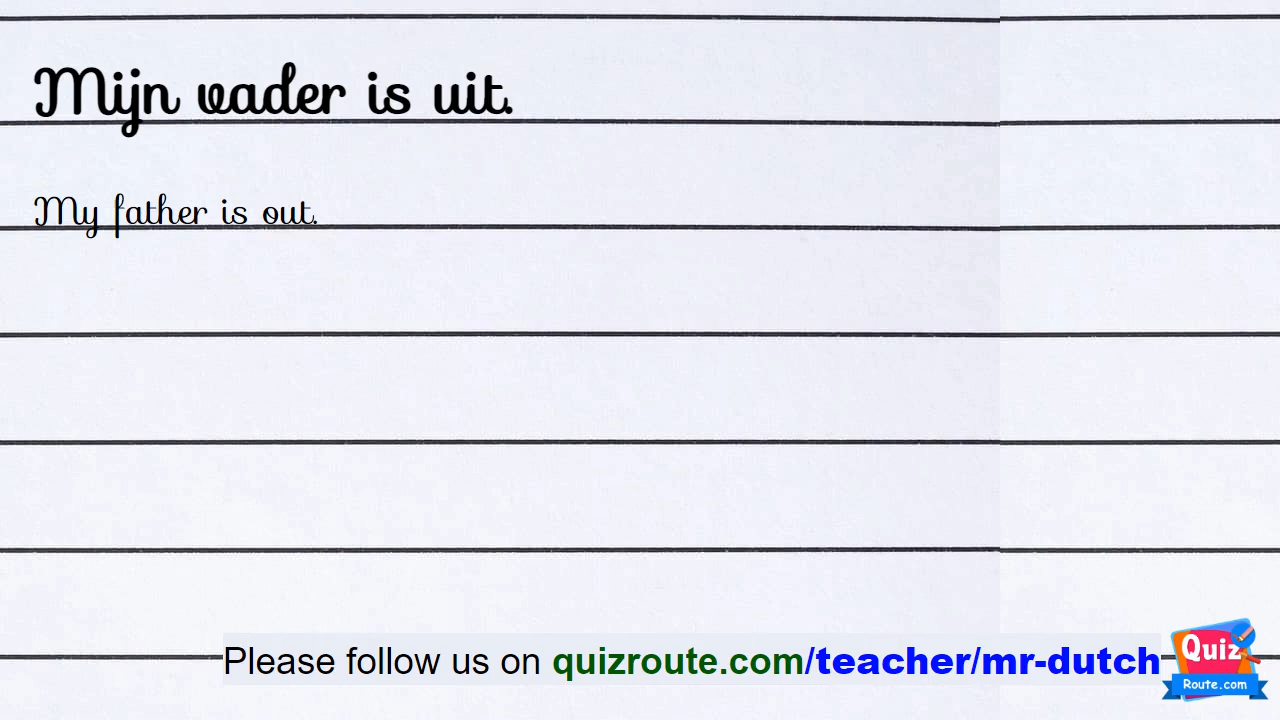 Mijn vader is uit.
My father is out.
Please follow us on quizroute.com/teacher/mr-dutch
Quiz
Route.com